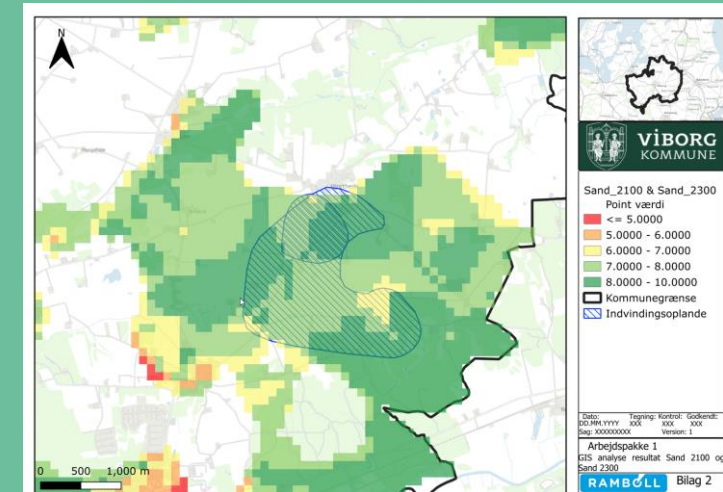 N
0 500 1,000 m
VIBORG
KOMMUNE
Sand_2100 & Sand_2300
Point værdi
<= 5.0000
5.0000 - 6.0000
6.0000 - 7.0000
7.0000 - 8.0000
8.0000 - 10.0000
Kommunegrænse
Indvindingsoplande
Dato: Tegning: Kontrol: Godkendt:
DD.MM.YYYY XXX XXX XXX
Sag: XXXXXXXXX Version: 1
Arbejdspakke 1
GIS analyse resultat Sand 2100 og
Sand 2300
RAMBOLL Bilag 2